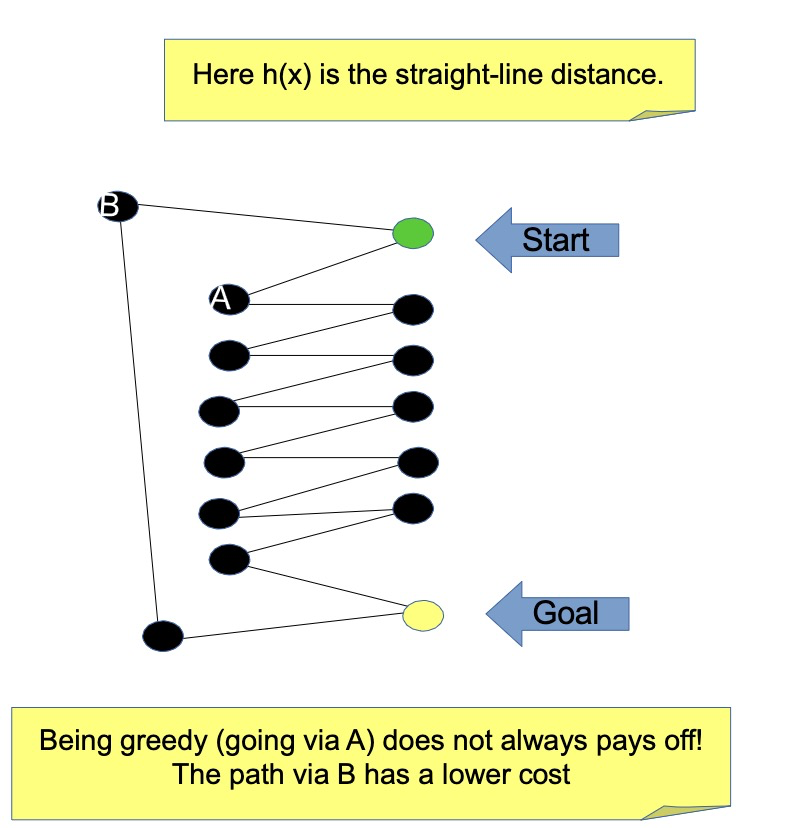 Here h(x) is the straight-line distance.
B
Start
A
Goal
Being greedy (going via A) does not always pays off!
The path via B has a lower cost